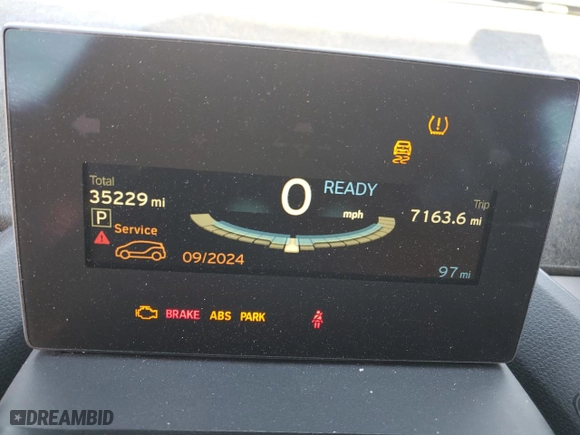 Total
35229 mi
0 mph
READY
Trip
7163.6 mi
P
Service
09/2024
97 mi
BRAKE ABS PARK
DREAMBID